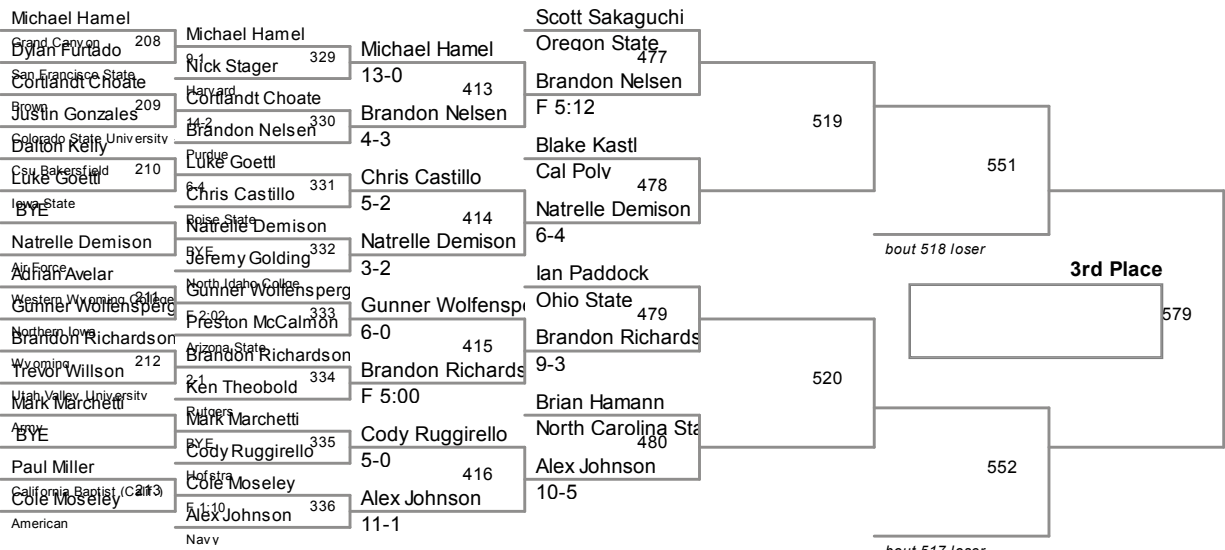 Michael Hamel
Grand Canyon
208
Dylan Furtado
San Francisco State
Cortlandt Choate
Brown
209
Justin Gonzales
Colorado State University
Dalton Kelly
Csu Bakersfield
210
Luke Goettl
Iowa State
BYE
Natrelle Demison
Air Force
Adrian Avelar
Western Wyoming College
211
Gunner Wolfensperg
Northern Iowa
Brandon Richardson
Wyoming
212
Trevor Willson
Utah Valley University
Mark Marchetti
Army
BYE
Paul Miller
California Baptist (Calif.)
213
Cole Moseley
American
Michael Hamel
9-1
329
Nick Stager
Harvard
Cortlandt Choate
14-2
330
Brandon Nelsen
Purdue
Luke Goettl
6-4
331
Chris Castillo
Boise State
Natrelle Demison
BYE
332
Jeremy Golding
North Idaho Collge
Gunner Wolfensperg
F 2:02
333
Preston McCalmon
Arizona State
Brandon Richardson
2-1
334
Ken Theobold
Rutgers
Mark Marchetti
BYE
335
Cody Ruggirello
Hofstra
Cole Moseley
F 1:10
336
Alex Johnson
Navy
Michael Hamel
13-0
413
Brandon Nelsen
4-3
Chris Castillo
5-2
414
Natrelle Demison
3-2
Gunner Wolfenspe
6-0
415
Brandon Richards
F 5:00
Cody Ruggirello
5-0
416
Alex Johnson
11-1
Scott Sakaguchi
Oregon State
477
Brandon Nelsen
F 5:12
Blake Kastl
Cal Poly
478
Natrelle Demison
6-4
Ian Paddock
Ohio State
479
Brandon Richards
9-3
Brian Hamann
North Carolina Sta
480
Alex Johnson
10-5
519
520
551
bout 518 loser
552
bout 517 loser
3rd Place
579